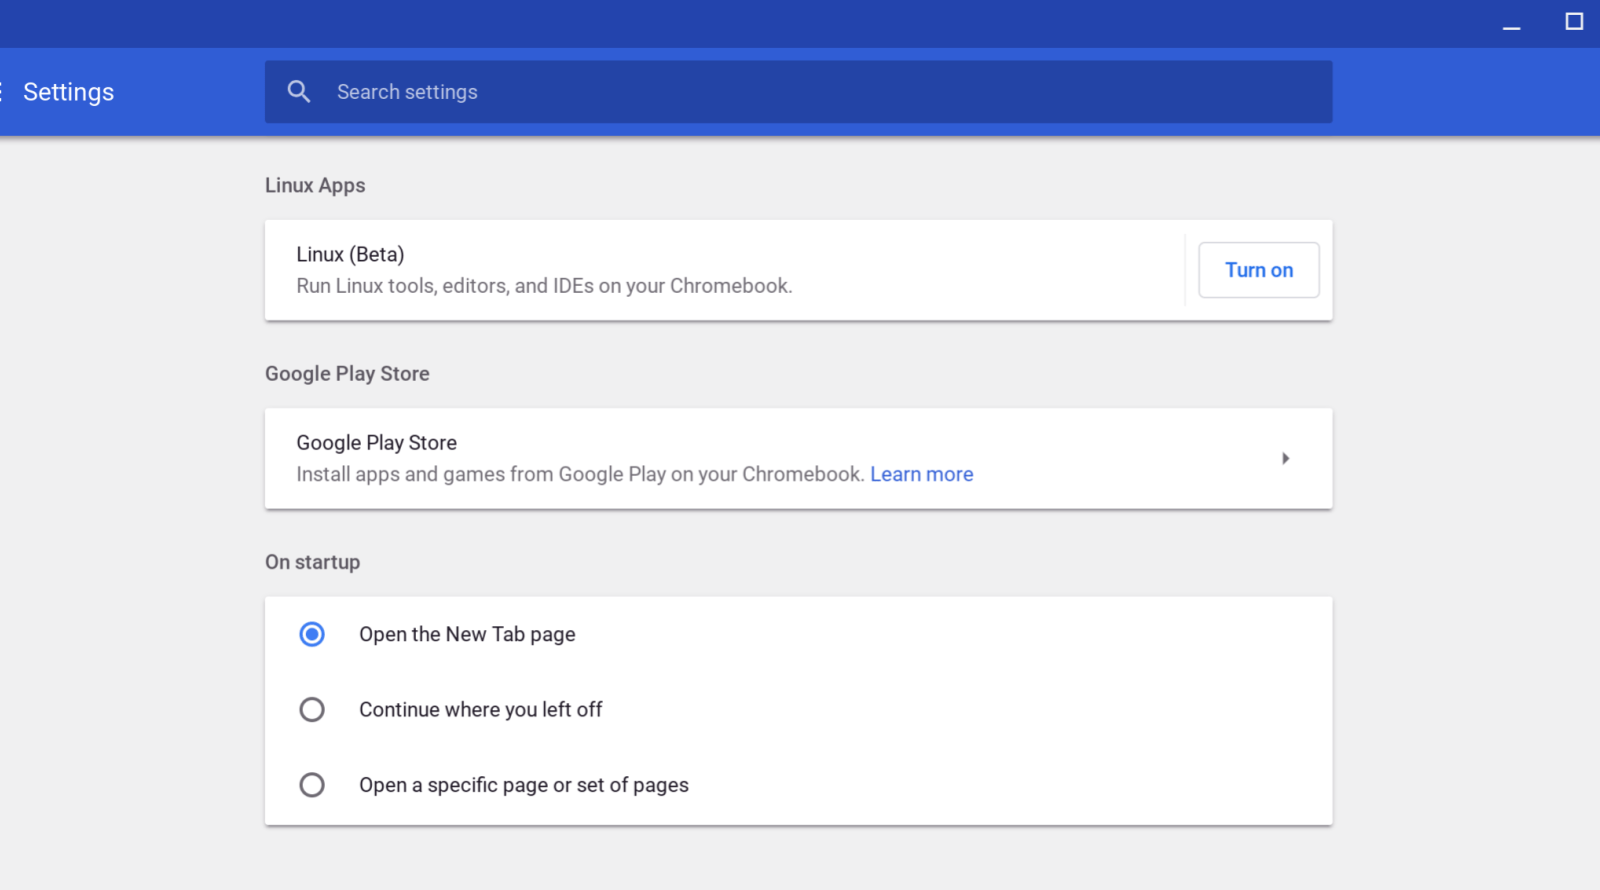 Settings
Search settings
Linux Apps
Linux (Beta)
Run Linux tools, editors, and IDEs on your Chromebook.
Turn on
Google Play Store
Google Play Store
Install apps and games from Google Play on your Chromebook. Learn more
On startup
Open the New Tab page
Continue where you left off
Open a specific page or set of pages